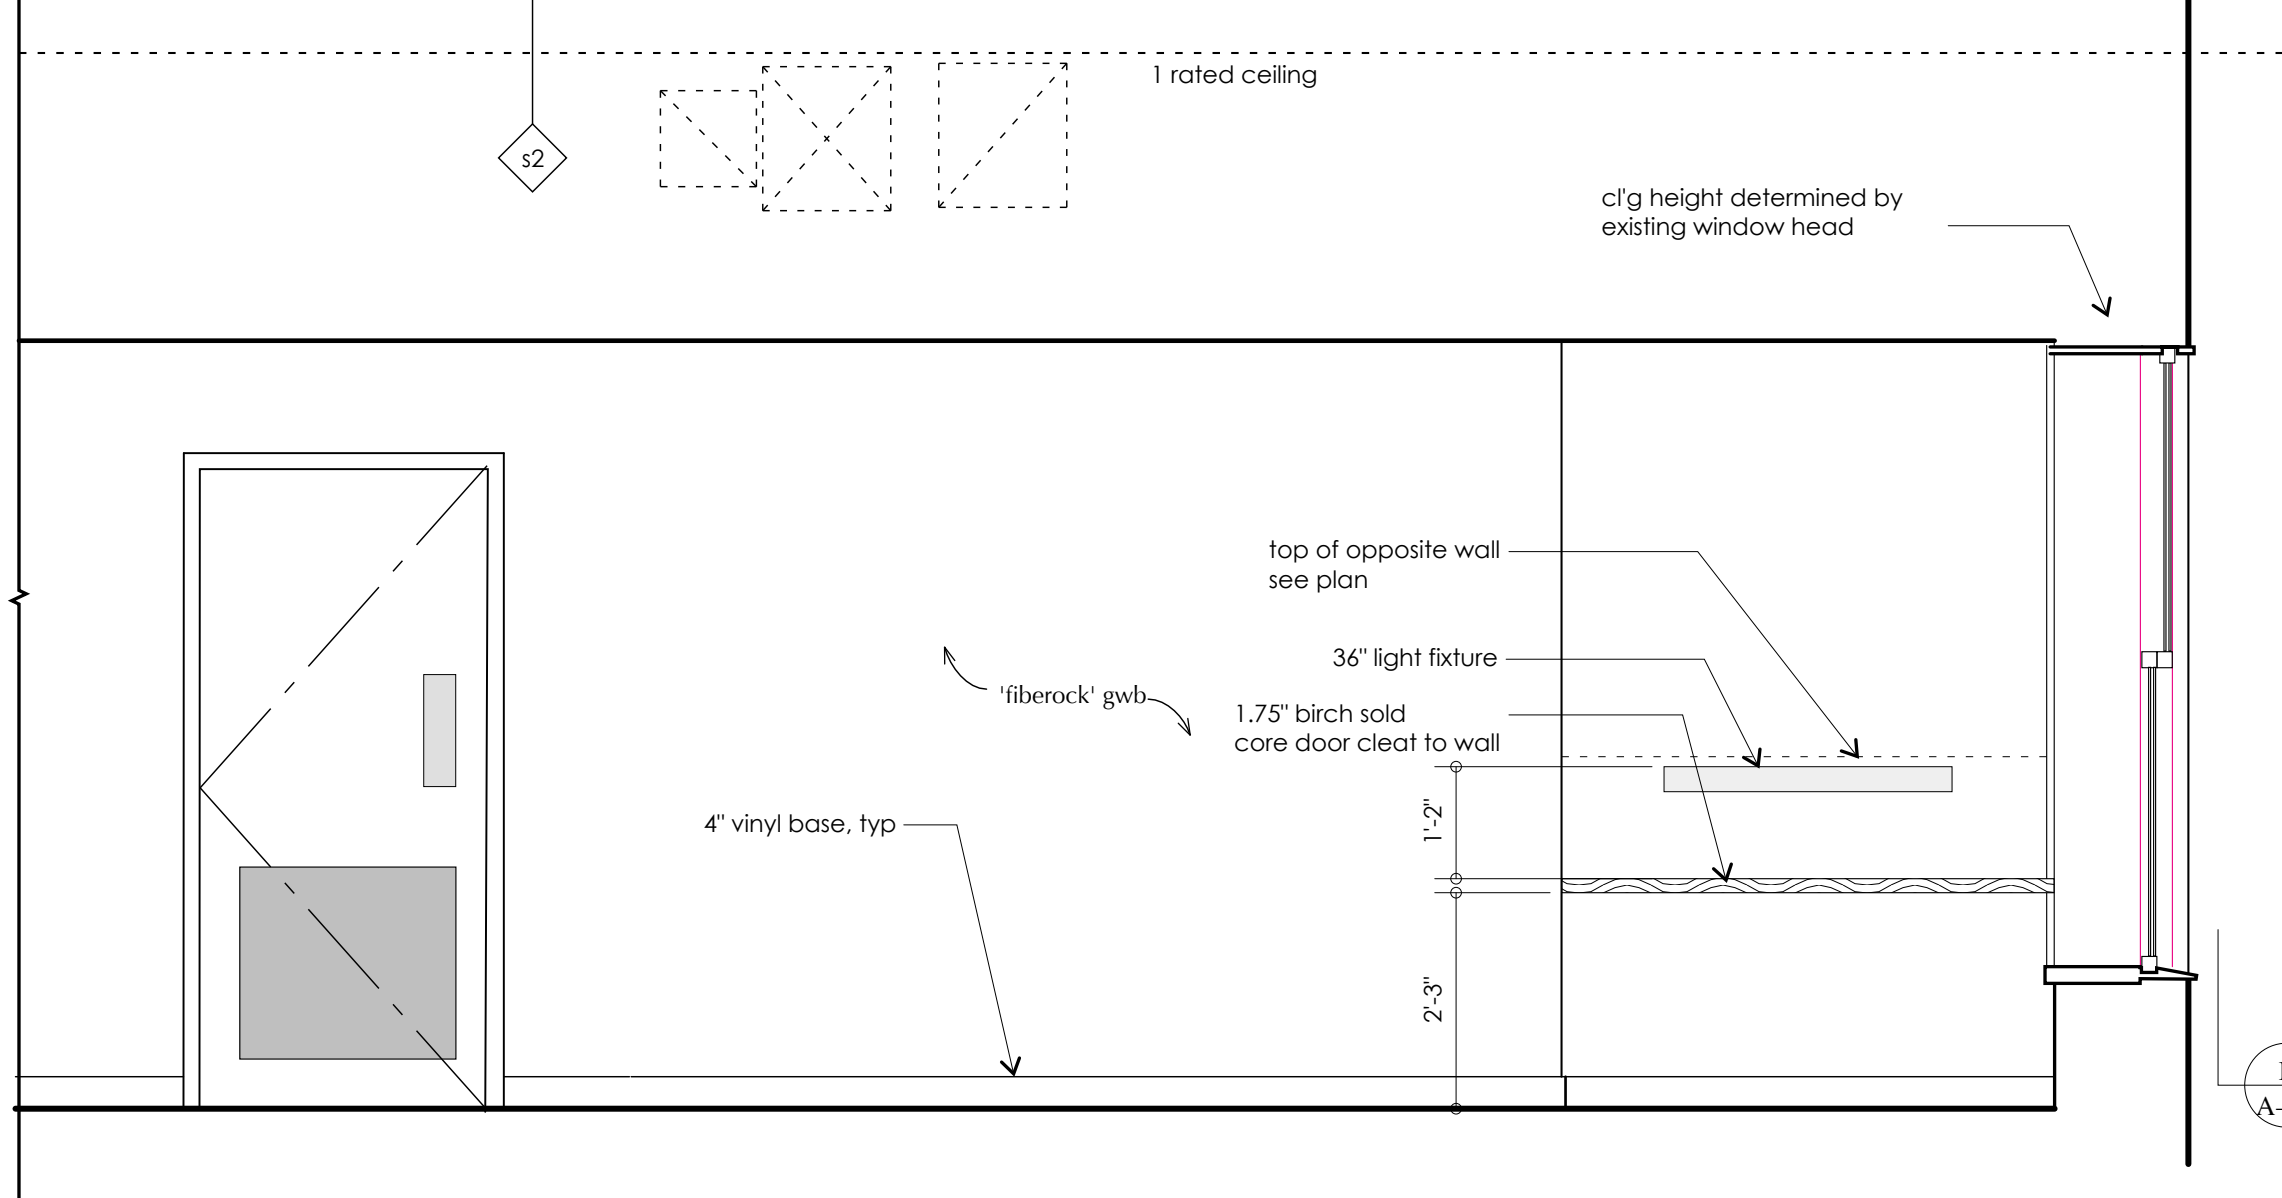 1 rated ceiling
s2
cl'g height determined by
existing window head
top of opposite wall
see plan
36" light fixture
'fiberock' gwb
1.75" birch sold
core door cleat to wall
4" vinyl base, typ
1'-2"
2'-3"
A-